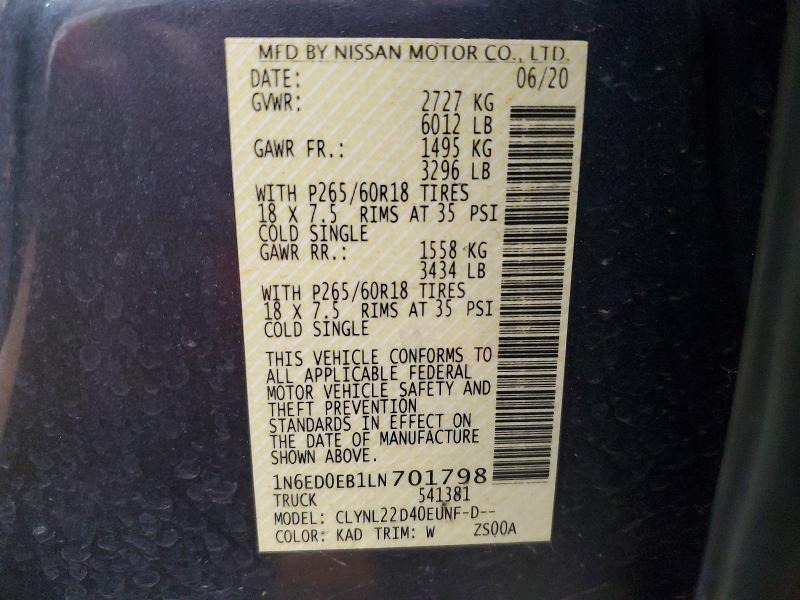 MFD BY NISSAN MOTOR CO., LTD.
DATE: 06/20
GVWR: 2727 KG
6012 LB
GAWR FR.: 1495 KG
3296 LB
WITH P265/60R18 TIRES
18 X 7.5 RIMS AT 35 PSI
COLD SINGLE
GAWR RR.: 1558 KG
3434 LB
WITH P265/60R18 TIRES
18 X 7.5 RIMS AT 35 PSI
COLD SINGLE
THIS VEHICLE CONFORMS TO
ALL APPLICABLE FEDERAL
MOTOR VEHICLE SAFETY AND
THEFT PREVENTION
STANDARDS IN EFFECT ON
THE DATE OF MANUFACTURE
SHOWN ABOVE.
1N6ED0EB1LN701798
TRUCK 541381
MODEL: CLYNL22D40EUNF-D--
COLOR: KAD TRIM: W ZS00A